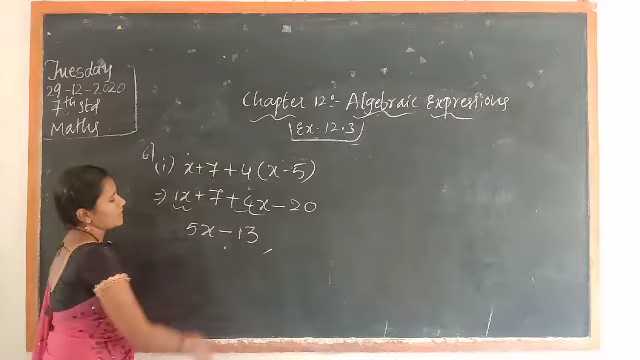 Tuesday
29-12-2020
7th Std
Maths
Chapter 12:- Algebraic Expressions
(Ex-12.3)
6) (i) x+7+4(x-5)
⇒ 1x+7+4x-20
5x-13